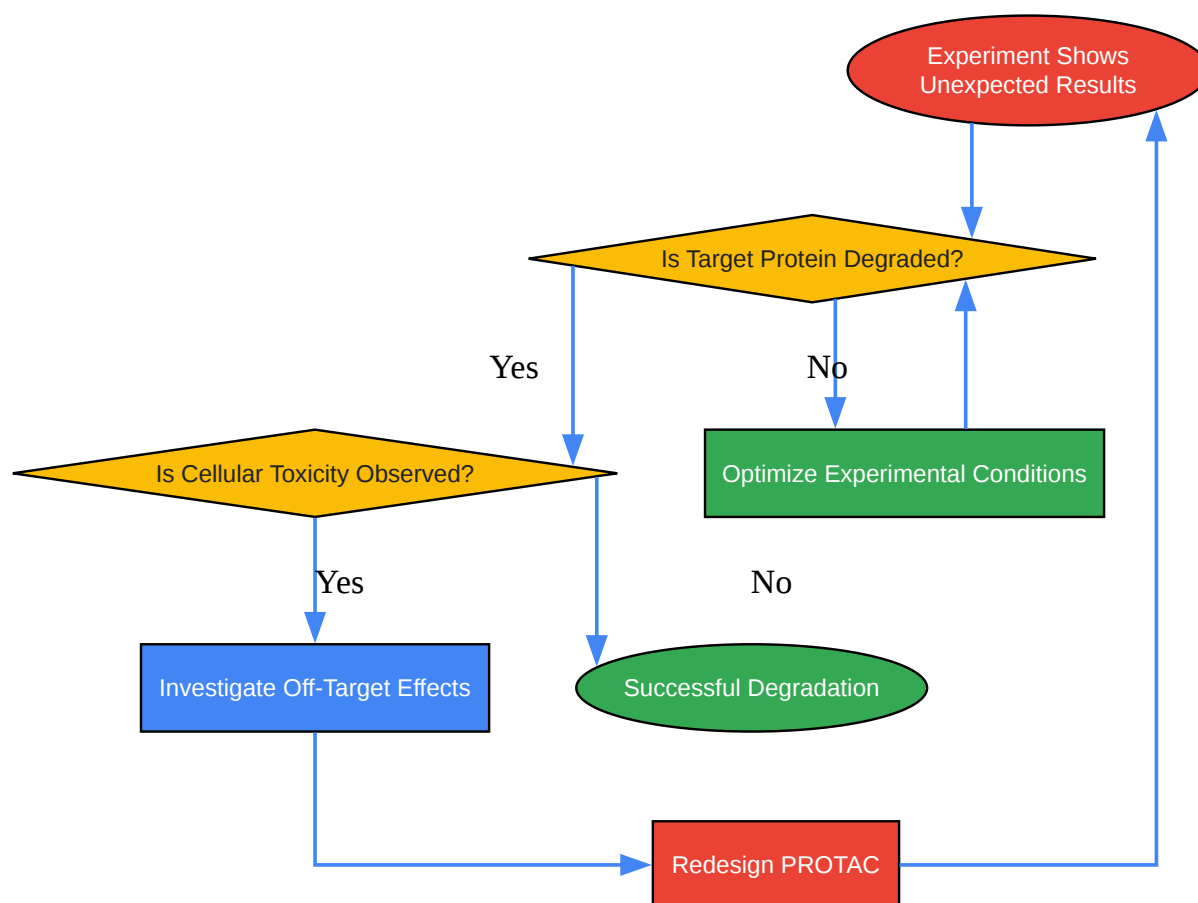 Experiment Shows
Unexpected Results
Is Target Protein Degraded?
Yes
No
Is Cellular Toxicity Observed?
Optimize Experimental Conditions
Yes
No
Investigate Off-Target Effects
Successful Degradation
Redesign PROTAC